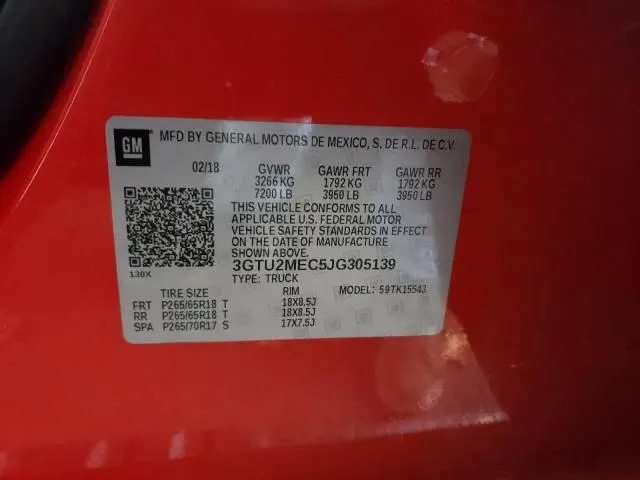 GM
MFD BY GENERAL MOTORS DE MEXICO, S. DE R.L. DE C.V.
02/18 GVWR GAWR FRT GAWR RR
3266 KG 1792 KG 1792 KG
7200 LB 3950 LB 3950 LB
THIS VEHICLE CONFORMS TO ALL
APPLICABLE U.S. FEDERAL MOTOR
VEHICLE SAFETY STANDARDS IN EFFECT
ON THE DATE OF MANUFACTURE SHOWN ABOVE.
130X
3GTU2MEC5JG305139
TYPE: TRUCK
TIRE SIZE RIM 59TK15543
FRT P265/65R18 T 18X8.5J
RR P265/65R18 T 18X8.5J
SPA P265/70R17 S 17X7.5J